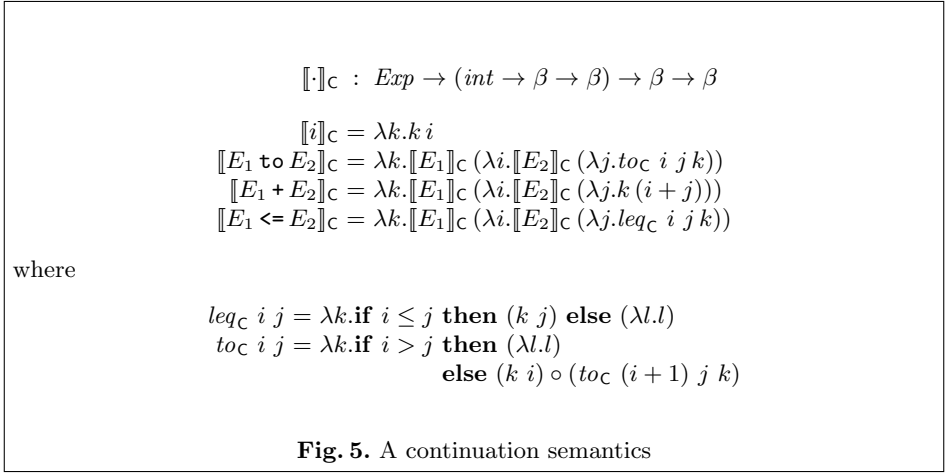 ⟦·⟧C : Exp → (int → β → β) → β → β
⟦i⟧C = λk.k i
⟦E1 to E2⟧C = λk.⟦E1⟧C (λi.⟦E2⟧C (λj.toC i j k))
⟦E1 + E2⟧C = λk.⟦E1⟧C (λi.⟦E2⟧C (λj.k (i + j)))
⟦E1 <= E2⟧C = λk.⟦E1⟧C (λi.⟦E2⟧C (λj.leqC i j k))
where
leqC i j = λk.if i ≤ j then (k j) else (λl.l)
toC i j = λk.if i > j then (λl.l)
else (k i) ∘ (toC (i + 1) j k)
Fig. 5. A continuation semantics